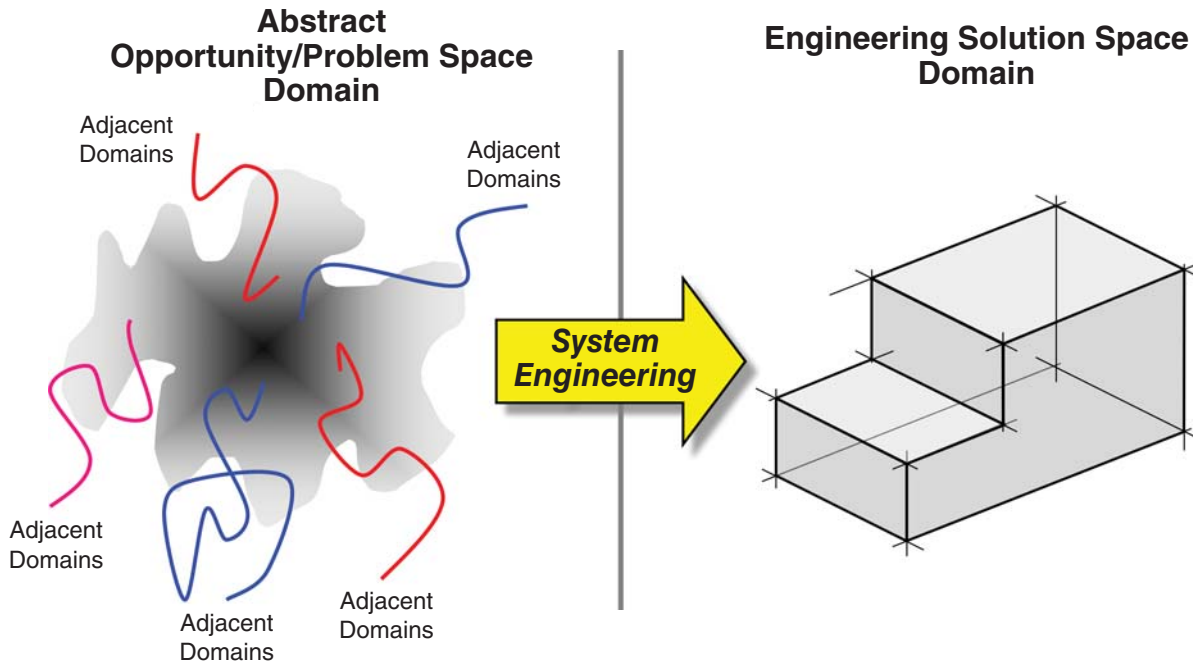 Abstract
Opportunity/Problem Space
Domain
Engineering Solution Space
Domain
Adjacent
Domains
Adjacent
Domains
System
Engineering
Adjacent
Domains
Adjacent
Domains
Adjacent
Domains